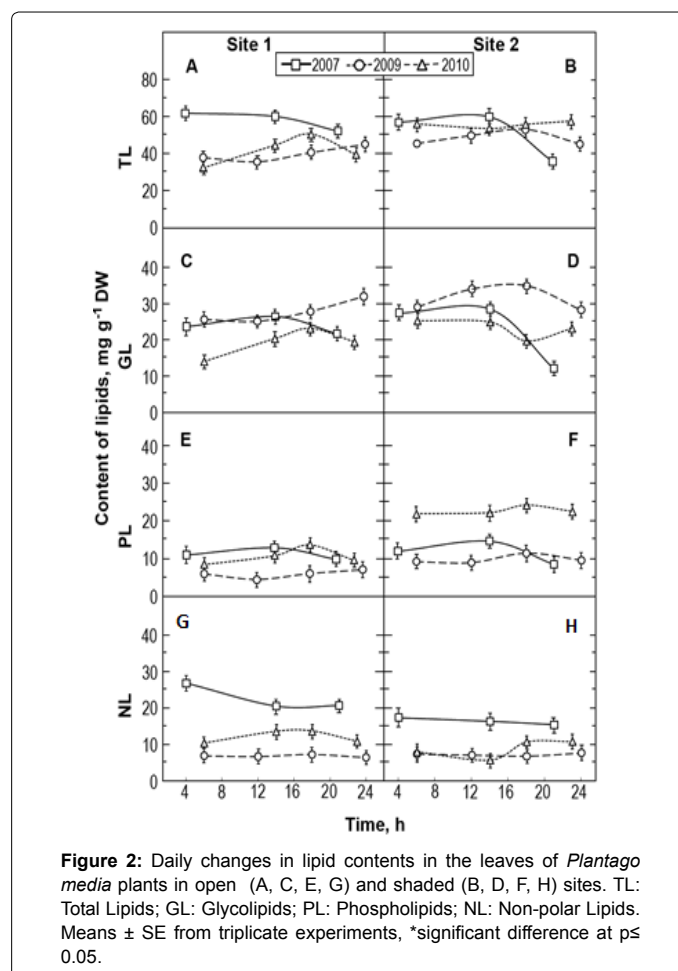 Site 1 Site 2
2007 2009 2010
A B
80
60
40
20
0
TL
C D
40
30
20
10
0
GL
E F
40
30
20
10
0
PL
G H
40
30
20
10
0
NL
Content of lipids, mg g⁻¹ DW
4 8 12 16 20 24 4 8 12 16 20 24
Time, h
Figure 2: Daily changes in lipid contents in the leaves of Plantago
media plants in open (A, C, E, G) and shaded (B, D, F, H) sites. TL:
Total Lipids; GL: Glycolipids; PL: Phospholipids; NL: Non-polar Lipids.
Means ± SE from triplicate experiments, *significant difference at p≤
0.05.